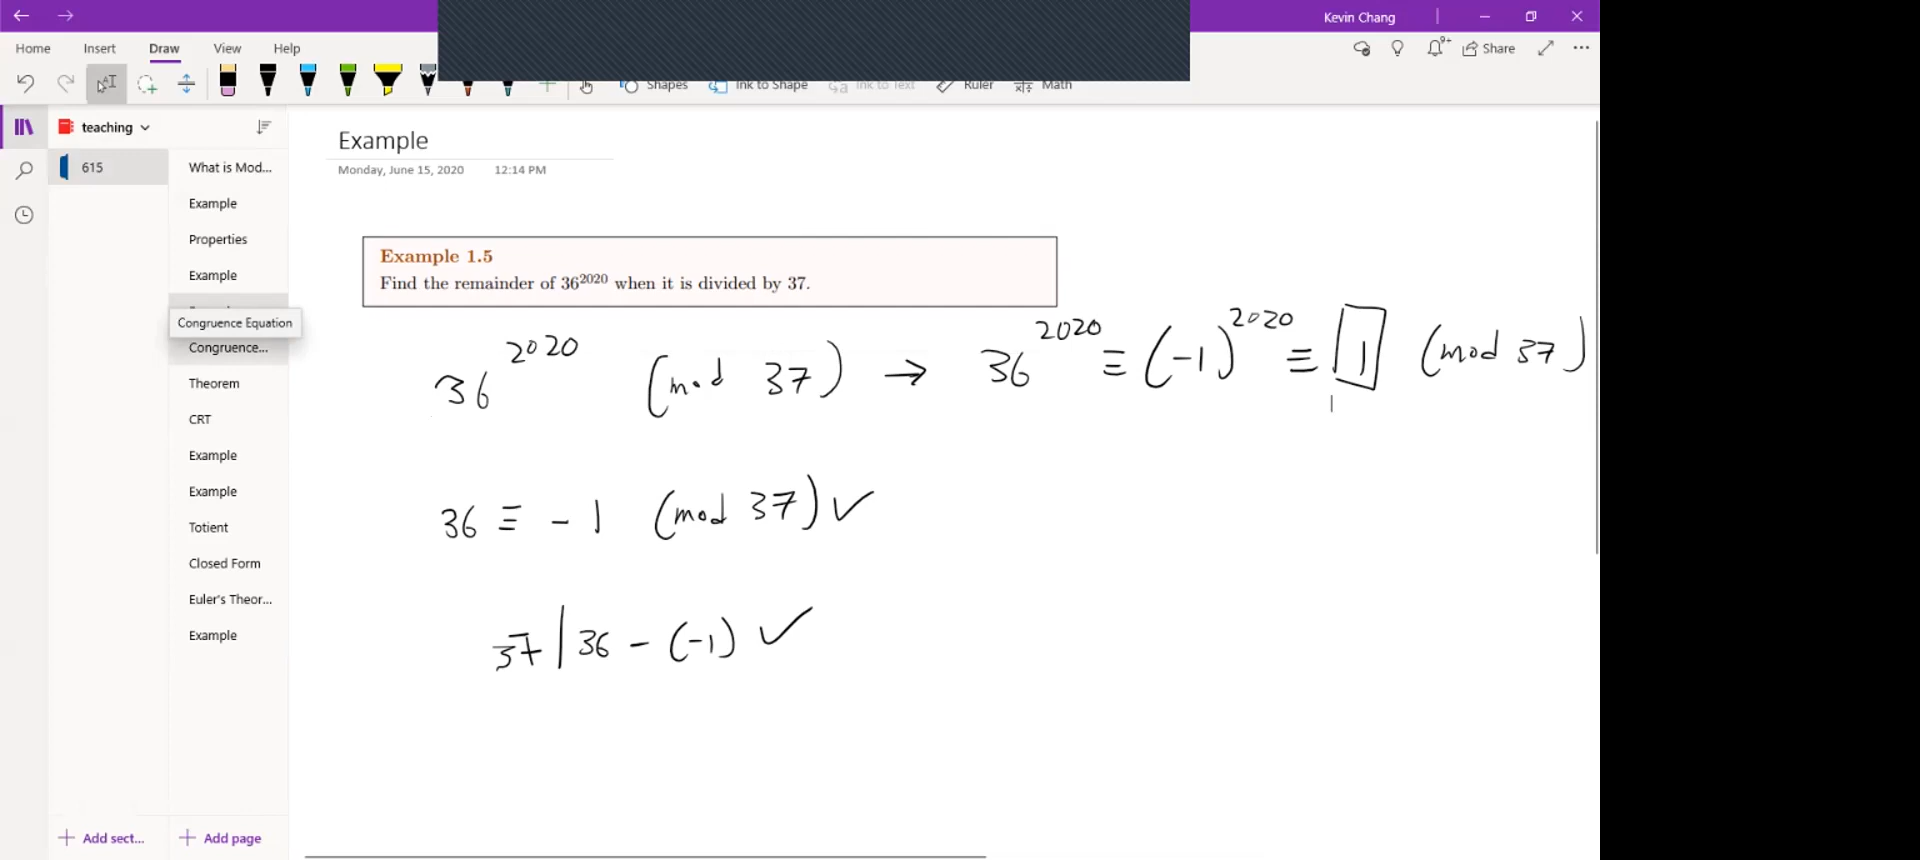 Kevin Chang
Home Insert Draw View Help
Share
Shapes Ink to Shape Ink to Text Ruler Math
teaching
615
What is Mod...
Example
Properties
Example
Congruence Equation
Congruence...
Theorem
CRT
Example
Example
Totient
Closed Form
Euler's Theor...
Example
Add sect... Add page
Example
Monday, June 15, 2020 12:14 PM
Example 1.5
Find the remainder of 36^2020 when it is divided by 37.
36^2020 (mod 37) → 36^2020 ≡ (-1)^2020 ≡ 1 (mod 37)
36 ≡ -1 (mod 37) ✓
37 | 36 - (-1) ✓